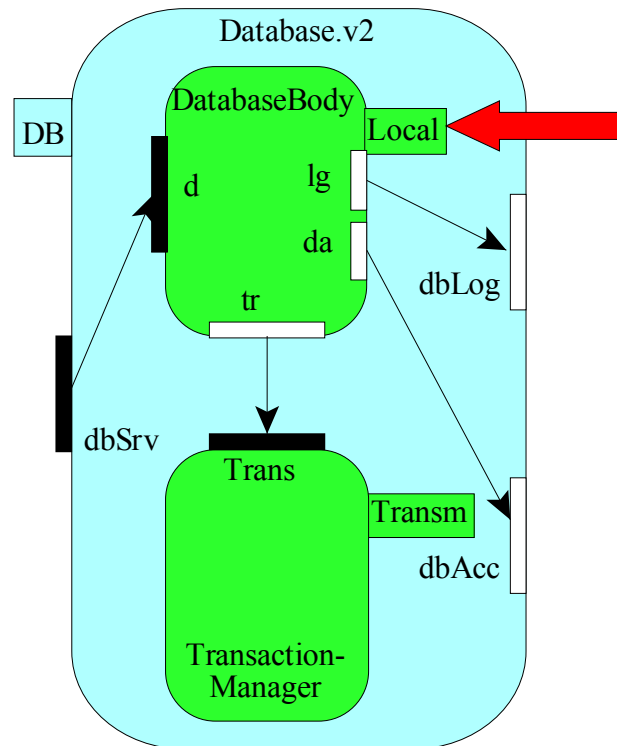 Database.v2
DatabaseBody
DB
Local
d
lg
da
dbLog
tr
dbSrv
Trans
Transm
dbAcc
Transaction-
Manager